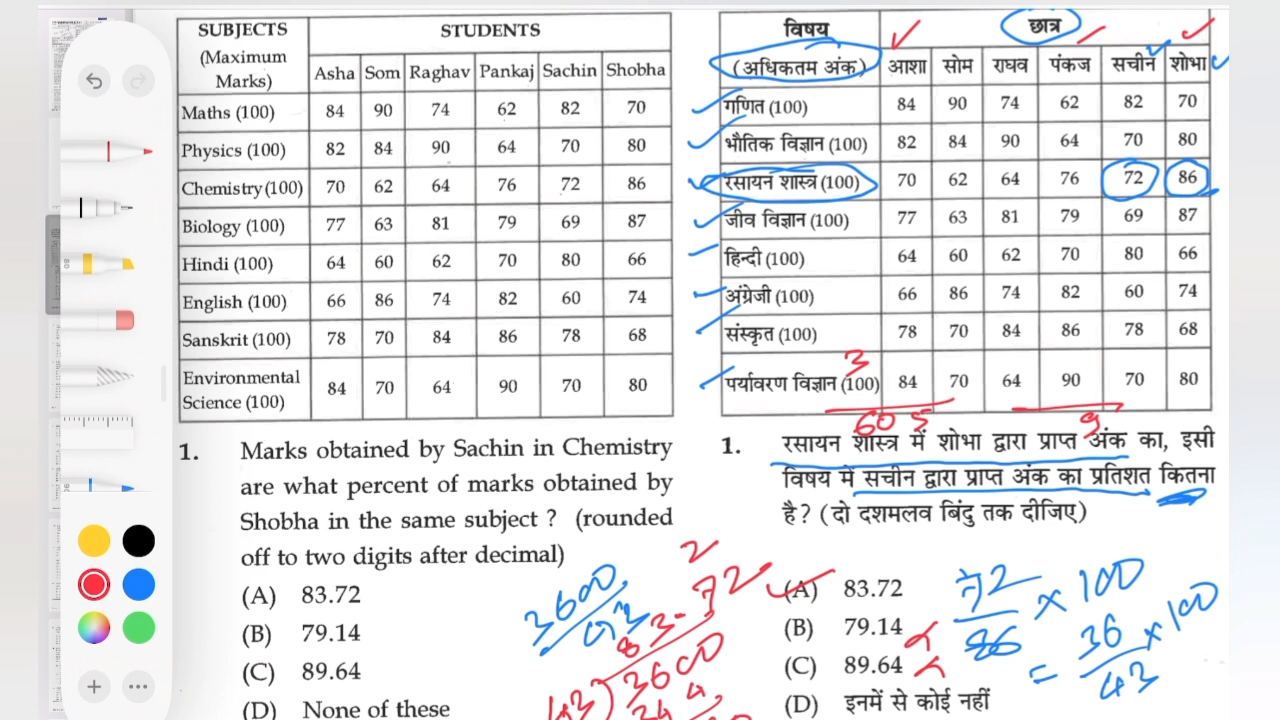 SUBJECTS
(Maximum
Marks)
STUDENTS
Asha Som Raghav Pankaj Sachin Shobha
Maths (100) 84 90 74 62 82 70
Physics (100) 82 84 90 64 70 80
Chemistry (100) 70 62 64 76 72 86
Biology (100) 77 63 81 79 69 87
Hindi (100) 64 60 62 70 80 66
English (100) 66 86 74 82 60 74
Sanskrit (100) 78 70 84 86 78 68
Environmental
Science (100) 84 70 64 90 70 80
1. Marks obtained by Sachin in Chemistry
are what percent of marks obtained by
Shobha in the same subject ? (rounded
off to two digits after decimal)
(A) 83.72
(B) 79.14
(C) 89.64
(D) None of these
विषय
(अधिकतम अंक)
छात्र
आशा सोम राघव पंकज सचीन शोभा
गणित (100) 84 90 74 62 82 70
भौतिक विज्ञान (100) 82 84 90 64 70 80
रसायन शास्त्र (100) 70 62 64 76 72 86
जीव विज्ञान (100) 77 63 81 79 69 87
हिन्दी (100) 64 60 62 70 80 66
अंग्रेजी (100) 66 86 74 82 60 74
संस्कृत (100) 78 70 84 86 78 68
पर्यावरण विज्ञान (100) 84 70 64 90 70 80
3
60 5
9
1. रसायन शास्त्र में शोभा द्वारा प्राप्त अंक का, इसी
विषय में सचीन द्वारा प्राप्त अंक का प्रतिशत कितना
है? (दो दशमलव बिंदु तक दीजिए)
(A) 83.72
(B) 79.14
(C) 89.64
(D) इनमें से कोई नहीं
72
86
× 100
= 36
43
× 100
3600
2
83.72
43) 3600